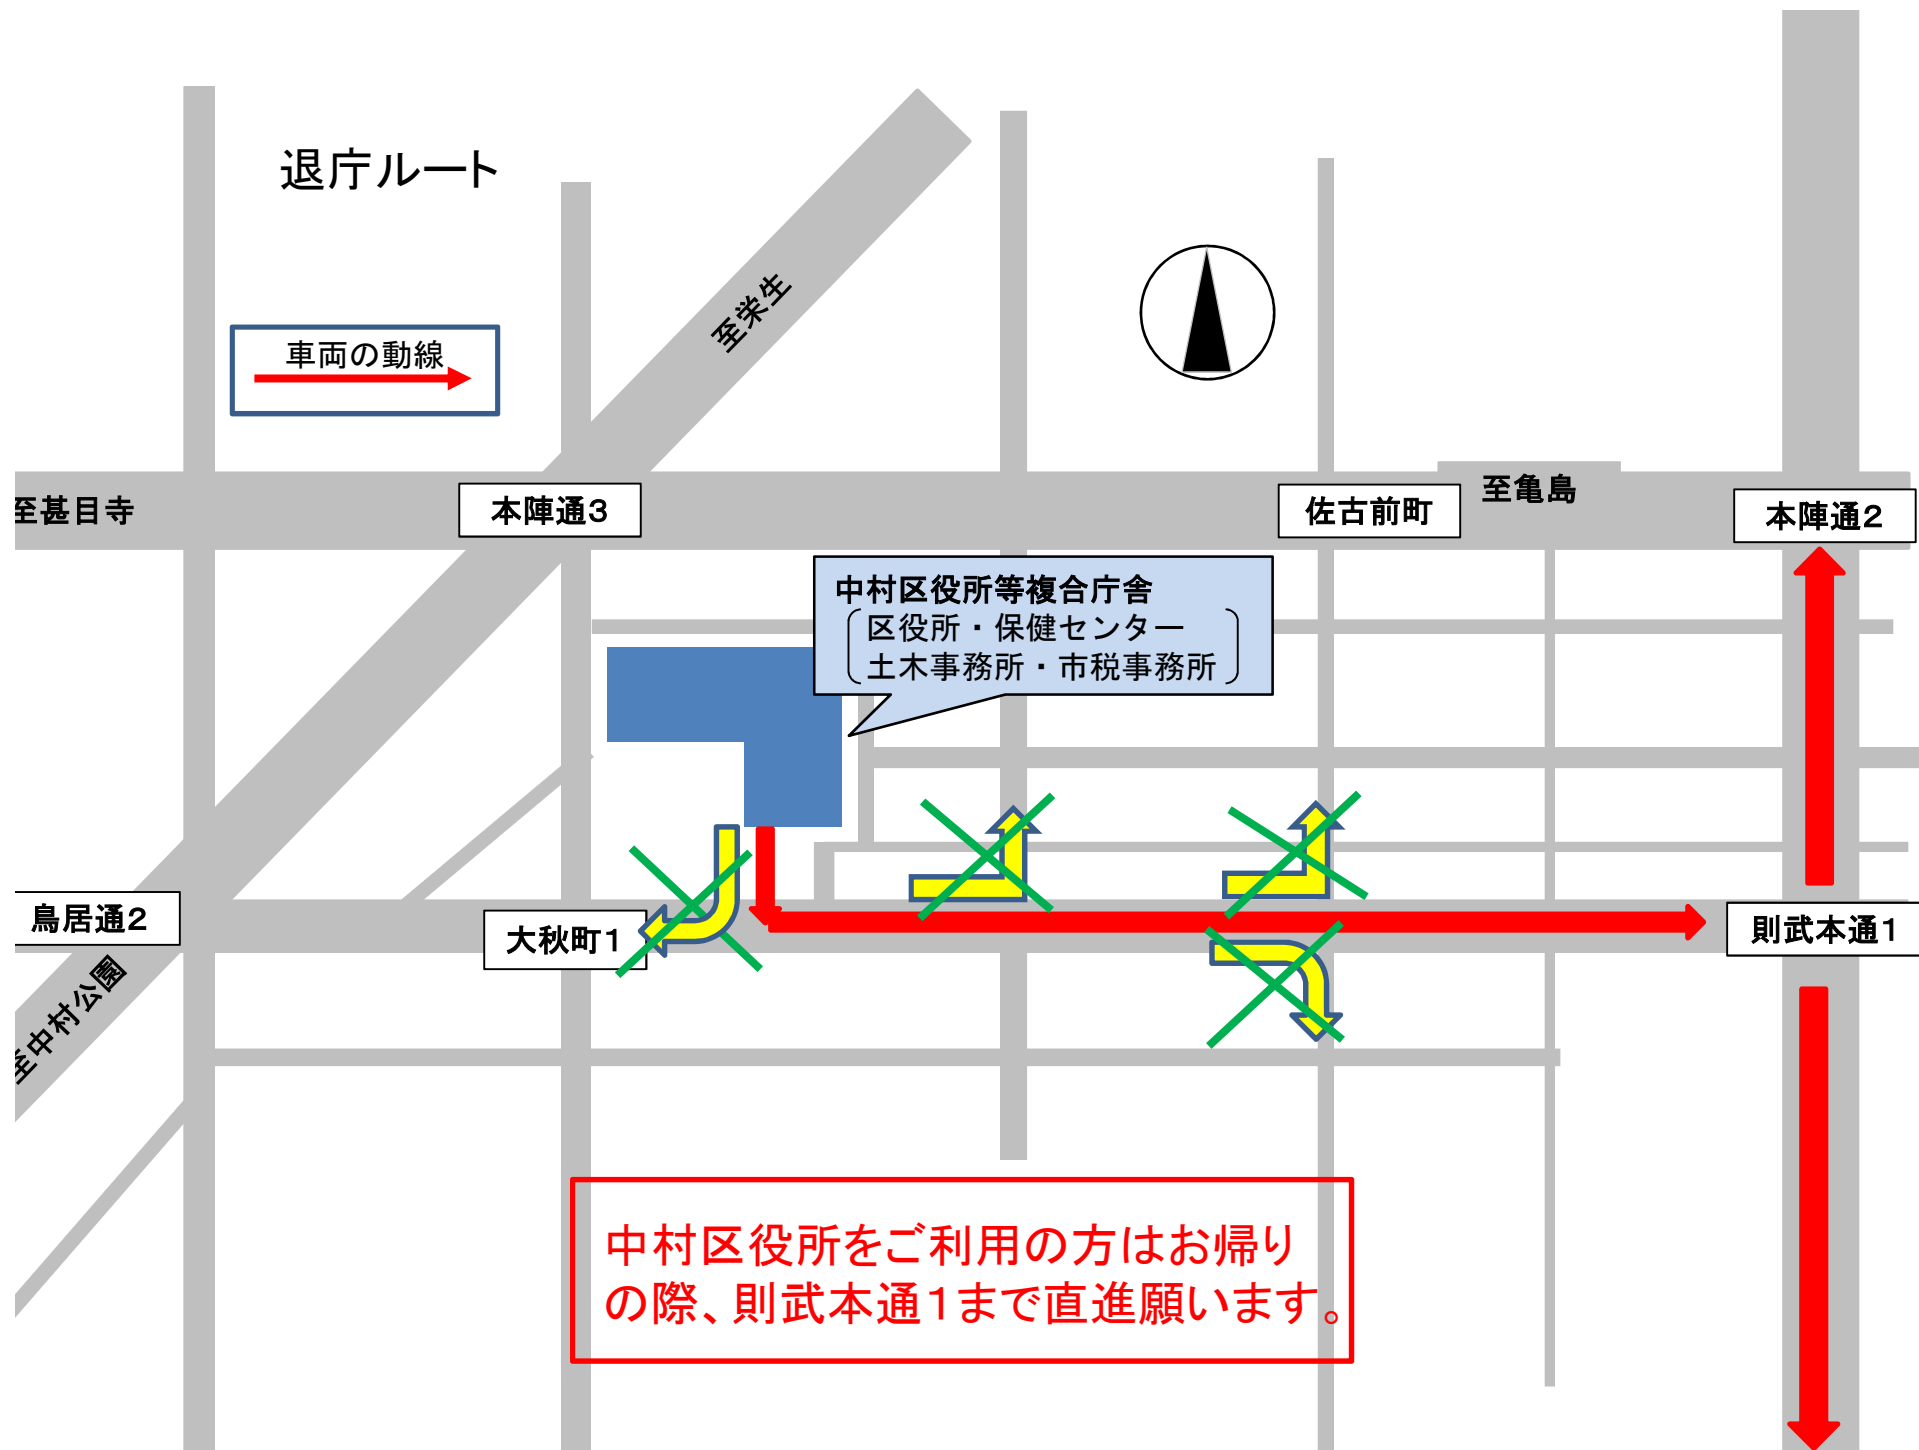 退庁ルート
至栄生
車両の動線
至甚目寺
本陣通3
佐古前町
至亀島
本陣通2
中村区役所等複合庁舎
区役所・保健センター
土木事務所・市税事務所
鳥居通2
大秋町1
則武本通1
至中村公園
中村区役所をご利用の方はお帰り
の際、則武本通1まで直進願います。